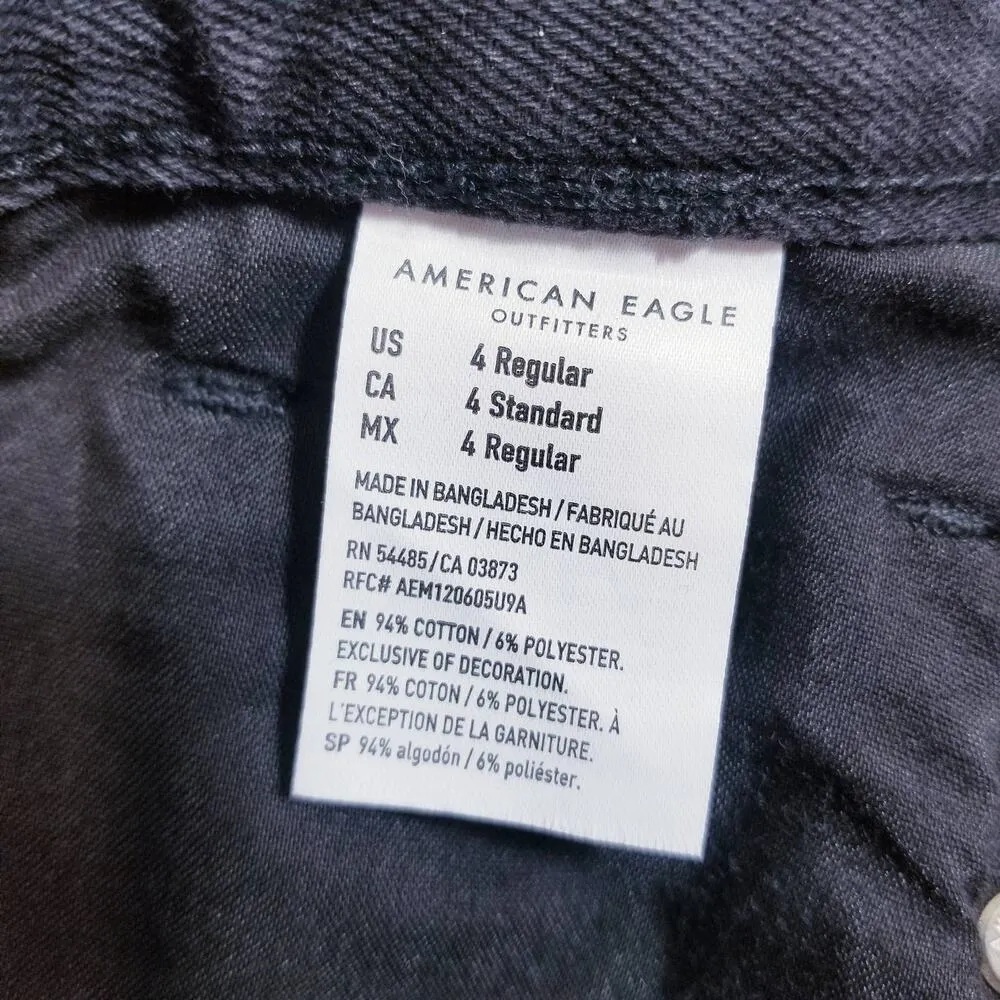 AMERICAN EAGLE
OUTFITTERS
US 4 Regular
CA 4 Standard
MX 4 Regular
MADE IN BANGLADESH / FABRIQUÉ AU
BANGLADESH / HECHO EN BANGLADESH
RN 54485/CA 03873
RFC# AEM120605U9A
EN 94% COTTON / 6% POLYESTER.
EXCLUSIVE OF DECORATION.
FR 94% COTON / 6% POLYESTER. À
L'EXCEPTION DE LA GARNITURE.
SP 94% algodón / 6% poliéster.